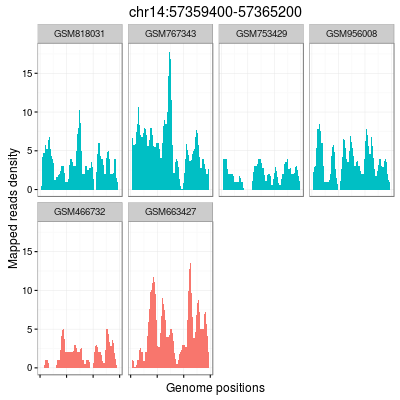 chr14:57359400-57365200
GSM818031 GSM767343 GSM753429 GSM956008
15
10
5
0
GSM466732 GSM663427
15
10
5
0
Mapped reads density
Genome positions